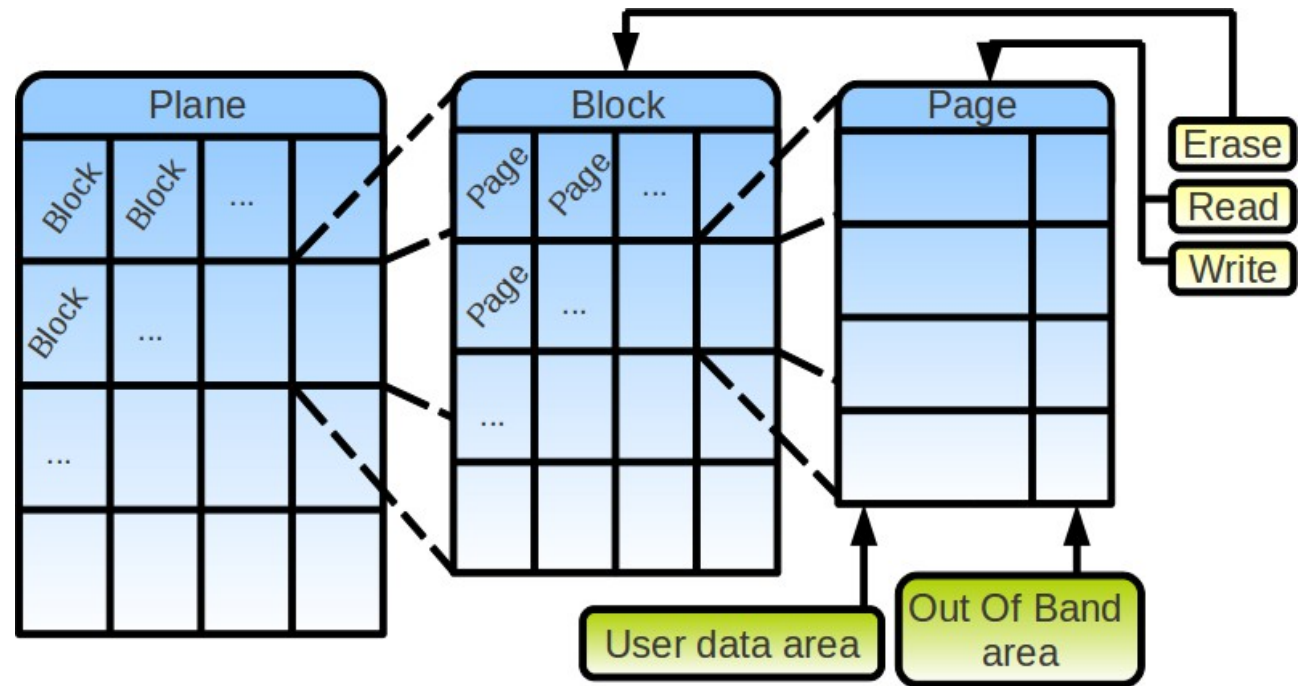 Plane
Block
Page
Block
Block
...
Page
Page
...
Erase
Read
Write
Block
...
Page
...
...
...
User data area
Out Of Band
area